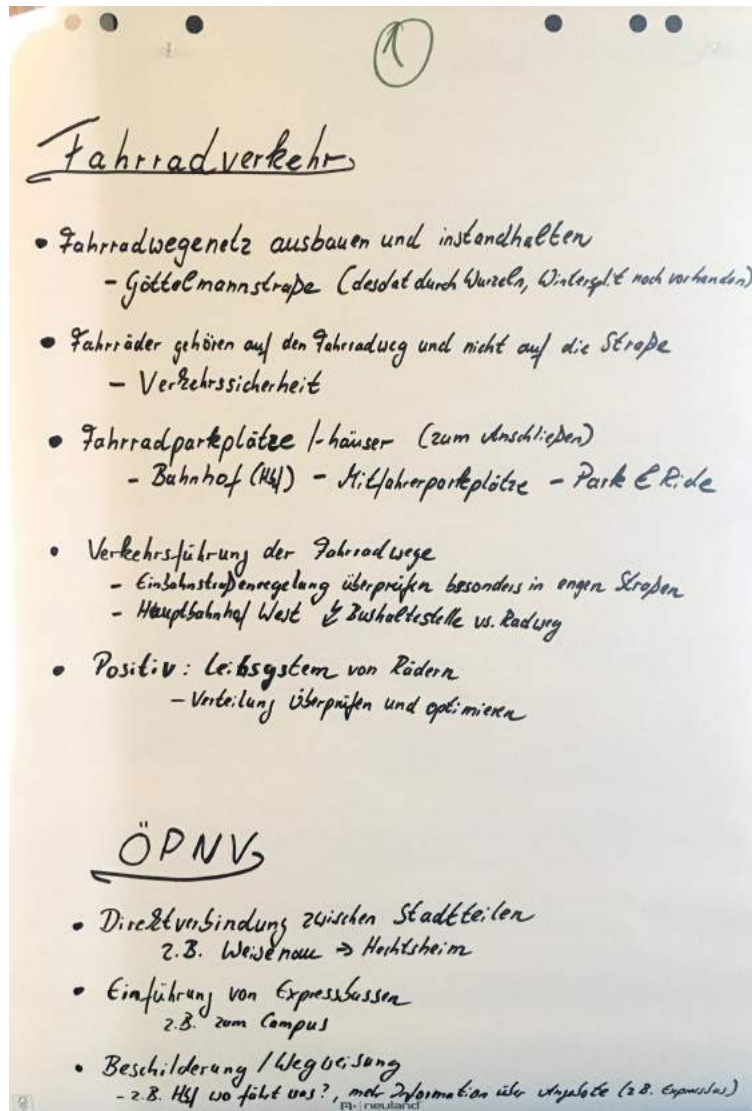 1
Fahrradverkehr
• Fahrradwegenetz ausbauen und instandhalten
- Göttelmannstraße (desolat durch Wurzeln, Wintersplit noch vorhanden)
• Fahrräder gehören auf den Fahrradweg und nicht auf die Straße
- Verkehrssicherheit
• Fahrradparkplätze /-häuser (zum Anschließen)
- Bahnhof (Hbf) - Mitfahrerparkplätze - Park & Ride
• Verkehrsführung der Fahrradwege
- Einbahnstraßenregelung überprüfen besonders in engen Straßen
- Hauptbahnhof West ↯ Bushaltestelle vs. Radweg
• Positiv: Leihsystem von Rädern
- Verteilung überprüfen und optimieren
ÖPNV
• Direktverbindung zwischen Stadtteilen
z.B. Weisenau → Hechtsheim
• Einführung von Expressbussen
z.B. zum Campus
• Beschilderung / Wegweisung
- z.B. Hbf wo fährt was?, mehr Information über Angebote (z.B. Expressbus)
neuland